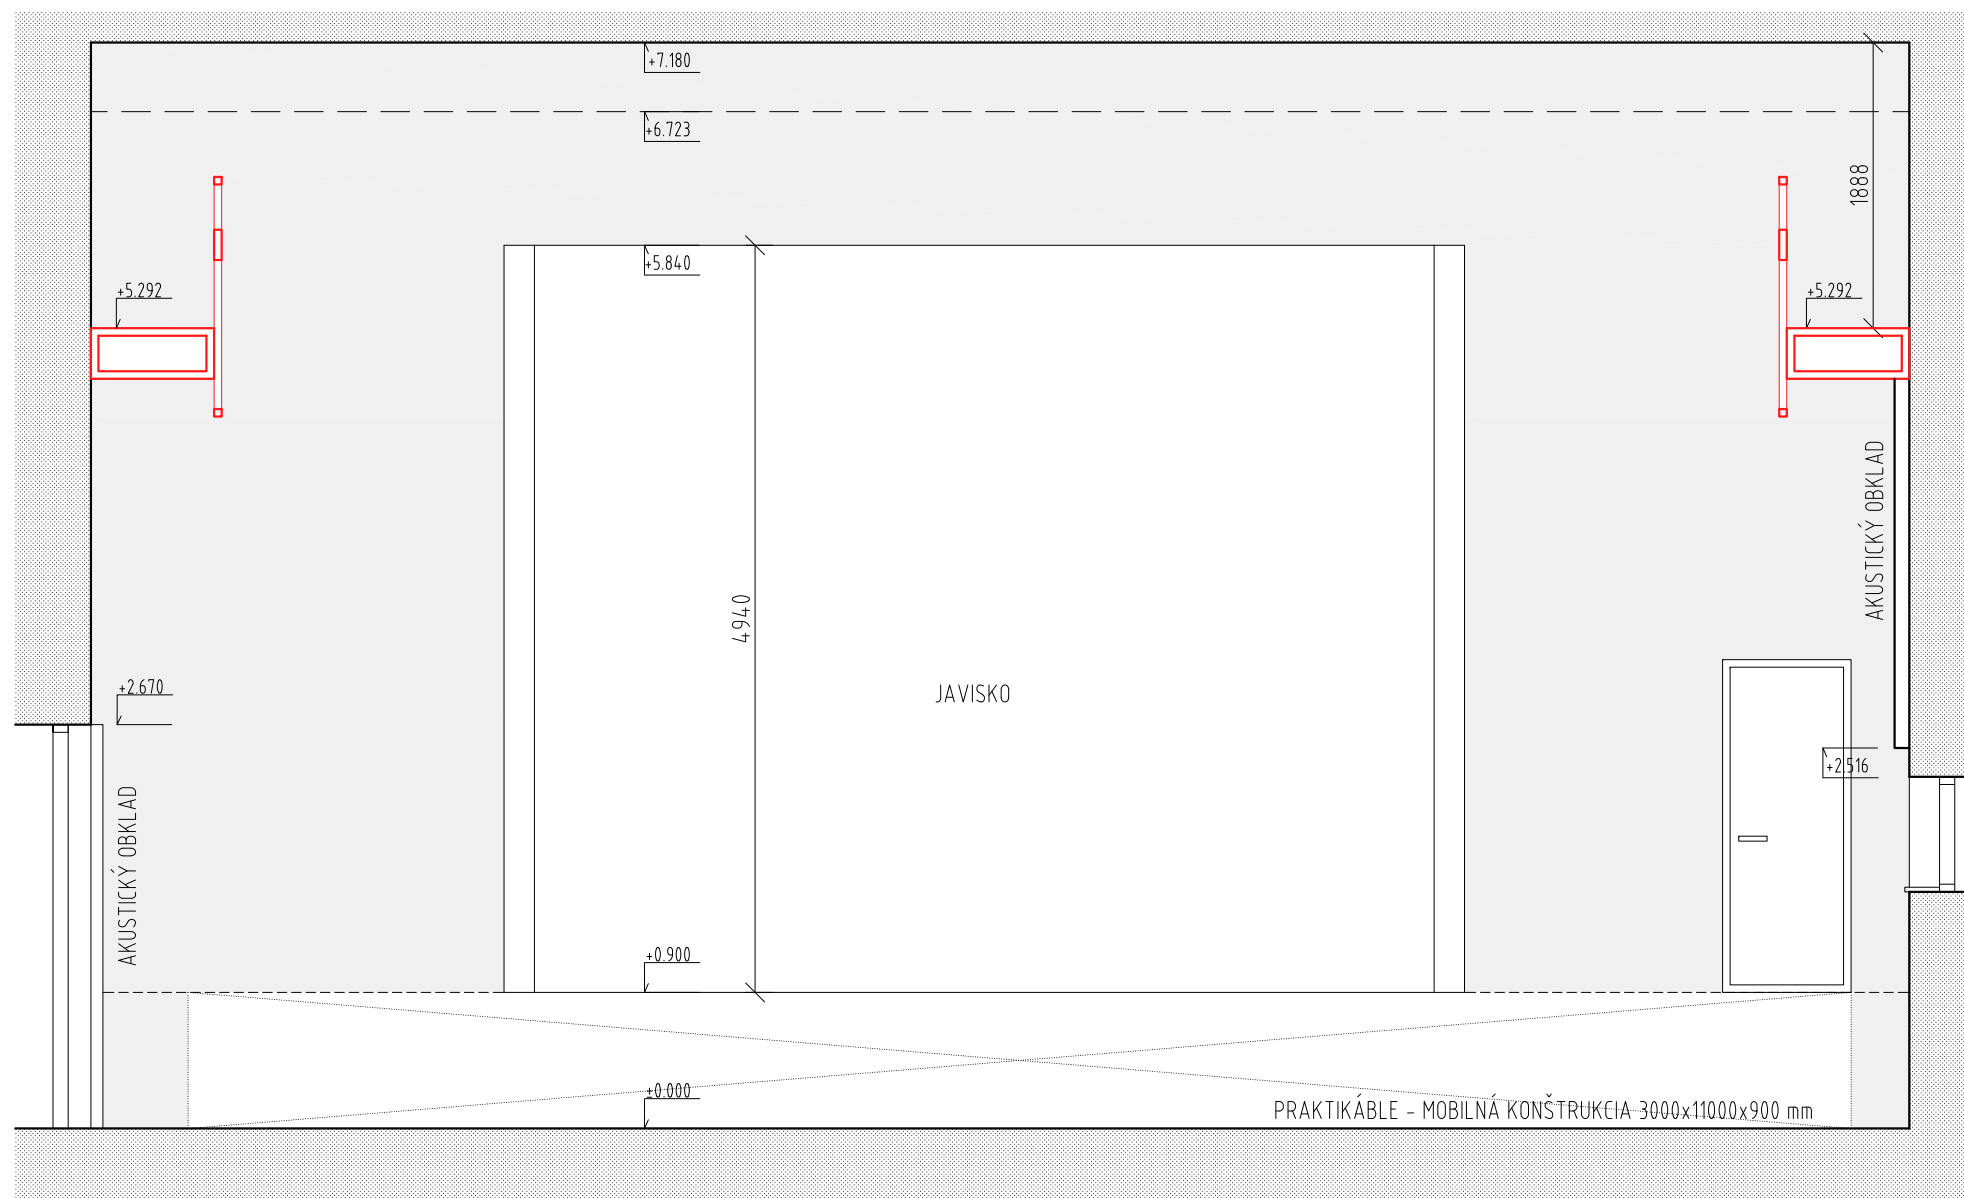 +7.180
+6.723
1888
+5.840
+5.292
+5.292
AKUSTICKÝ OBKLAD
4940
+2.670
JAVISKO
+2.516
AKUSTICKÝ OBKLAD
+0.900
+0.000
PRAKTIKÁBLE - MOBILNÁ KONŠTRUKCIA 3000x11000x900 mm